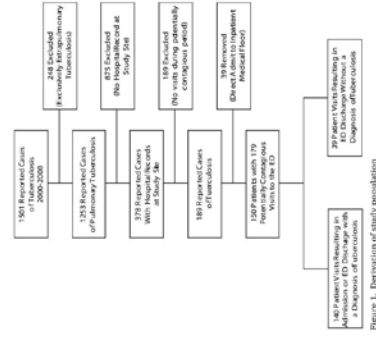 1501 Reported Cases
of Tuberculosis
2000-2008
248 Excluded
(Exclusively Extrapulmonary
Tuberculosis)
1253 Reported Cases
of Pulmonary Tuberculosis
875 Excluded
(No Hospital Record at
Study Site)
378 Reported Cases
With Hospital Records
at Study Site
189 Excluded
(No visits during potentially
contagious period)
189 Reported Cases
of Tuberculosis
39 Removed
(Direct Admit to Inpatient
Medical Floor)
150 Patients with 179
Potentially Contagious
Visits to the ED
140 Patient Visits Resulting in
Admission or ED Discharge with
a Diagnosis of Tuberculosis
39 Patient Visits Resulting in
ED Discharge Without a
Diagnosis of Tuberculosis
Figure 1. Derivation of study population